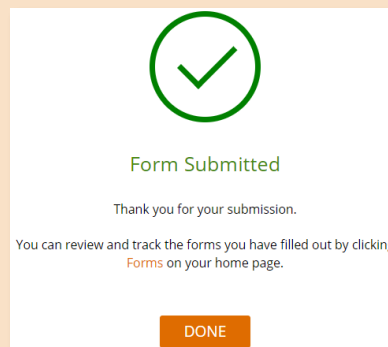 Form Submitted
Thank you for your submission.
You can review and track the forms you have filled out by clicking
Forms on your home page.
DONE